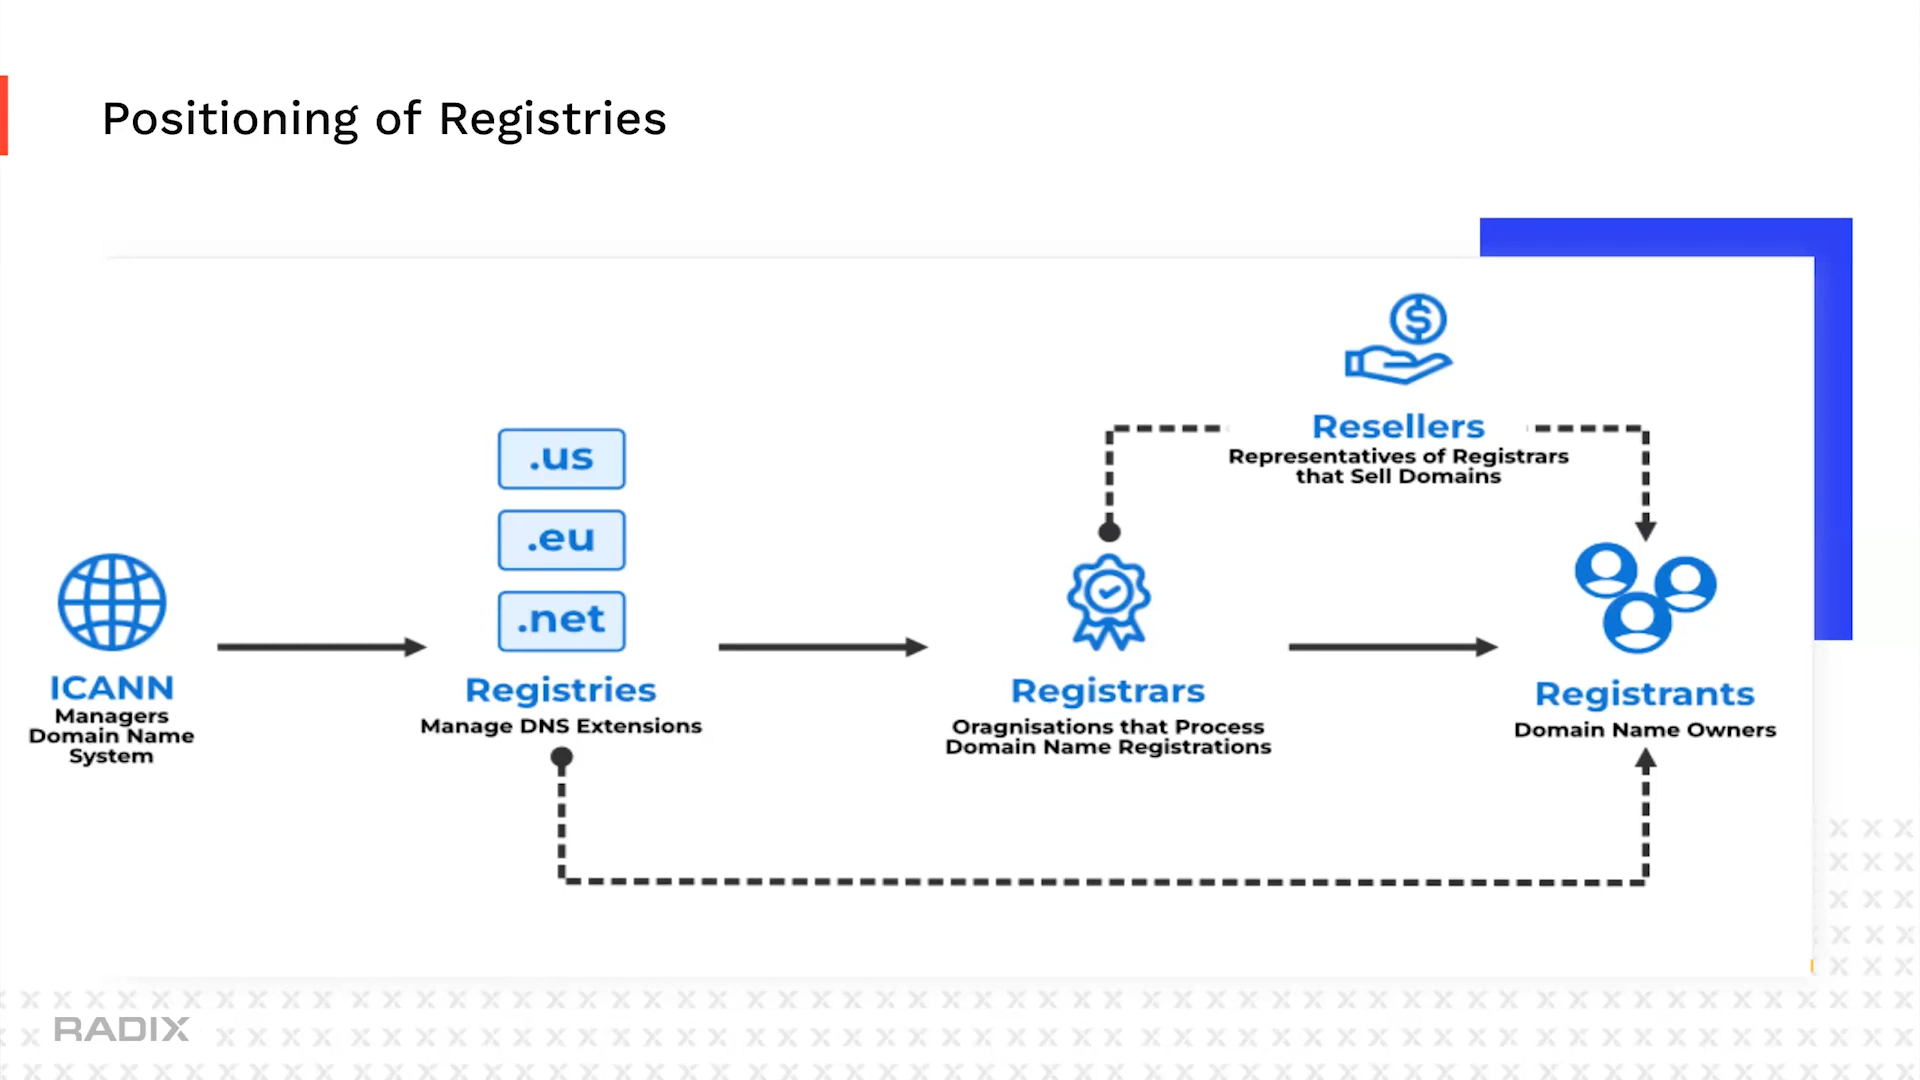 Positioning of Registries
$
Resellers
Representatives of Registrars
that Sell Domains
.us
.eu
.net
ICANN
Managers
Domain Name
System
Registries
Manage DNS Extensions
Registrars
Oragnisations that Process
Domain Name Registrations
Registrants
Domain Name Owners
RADIX